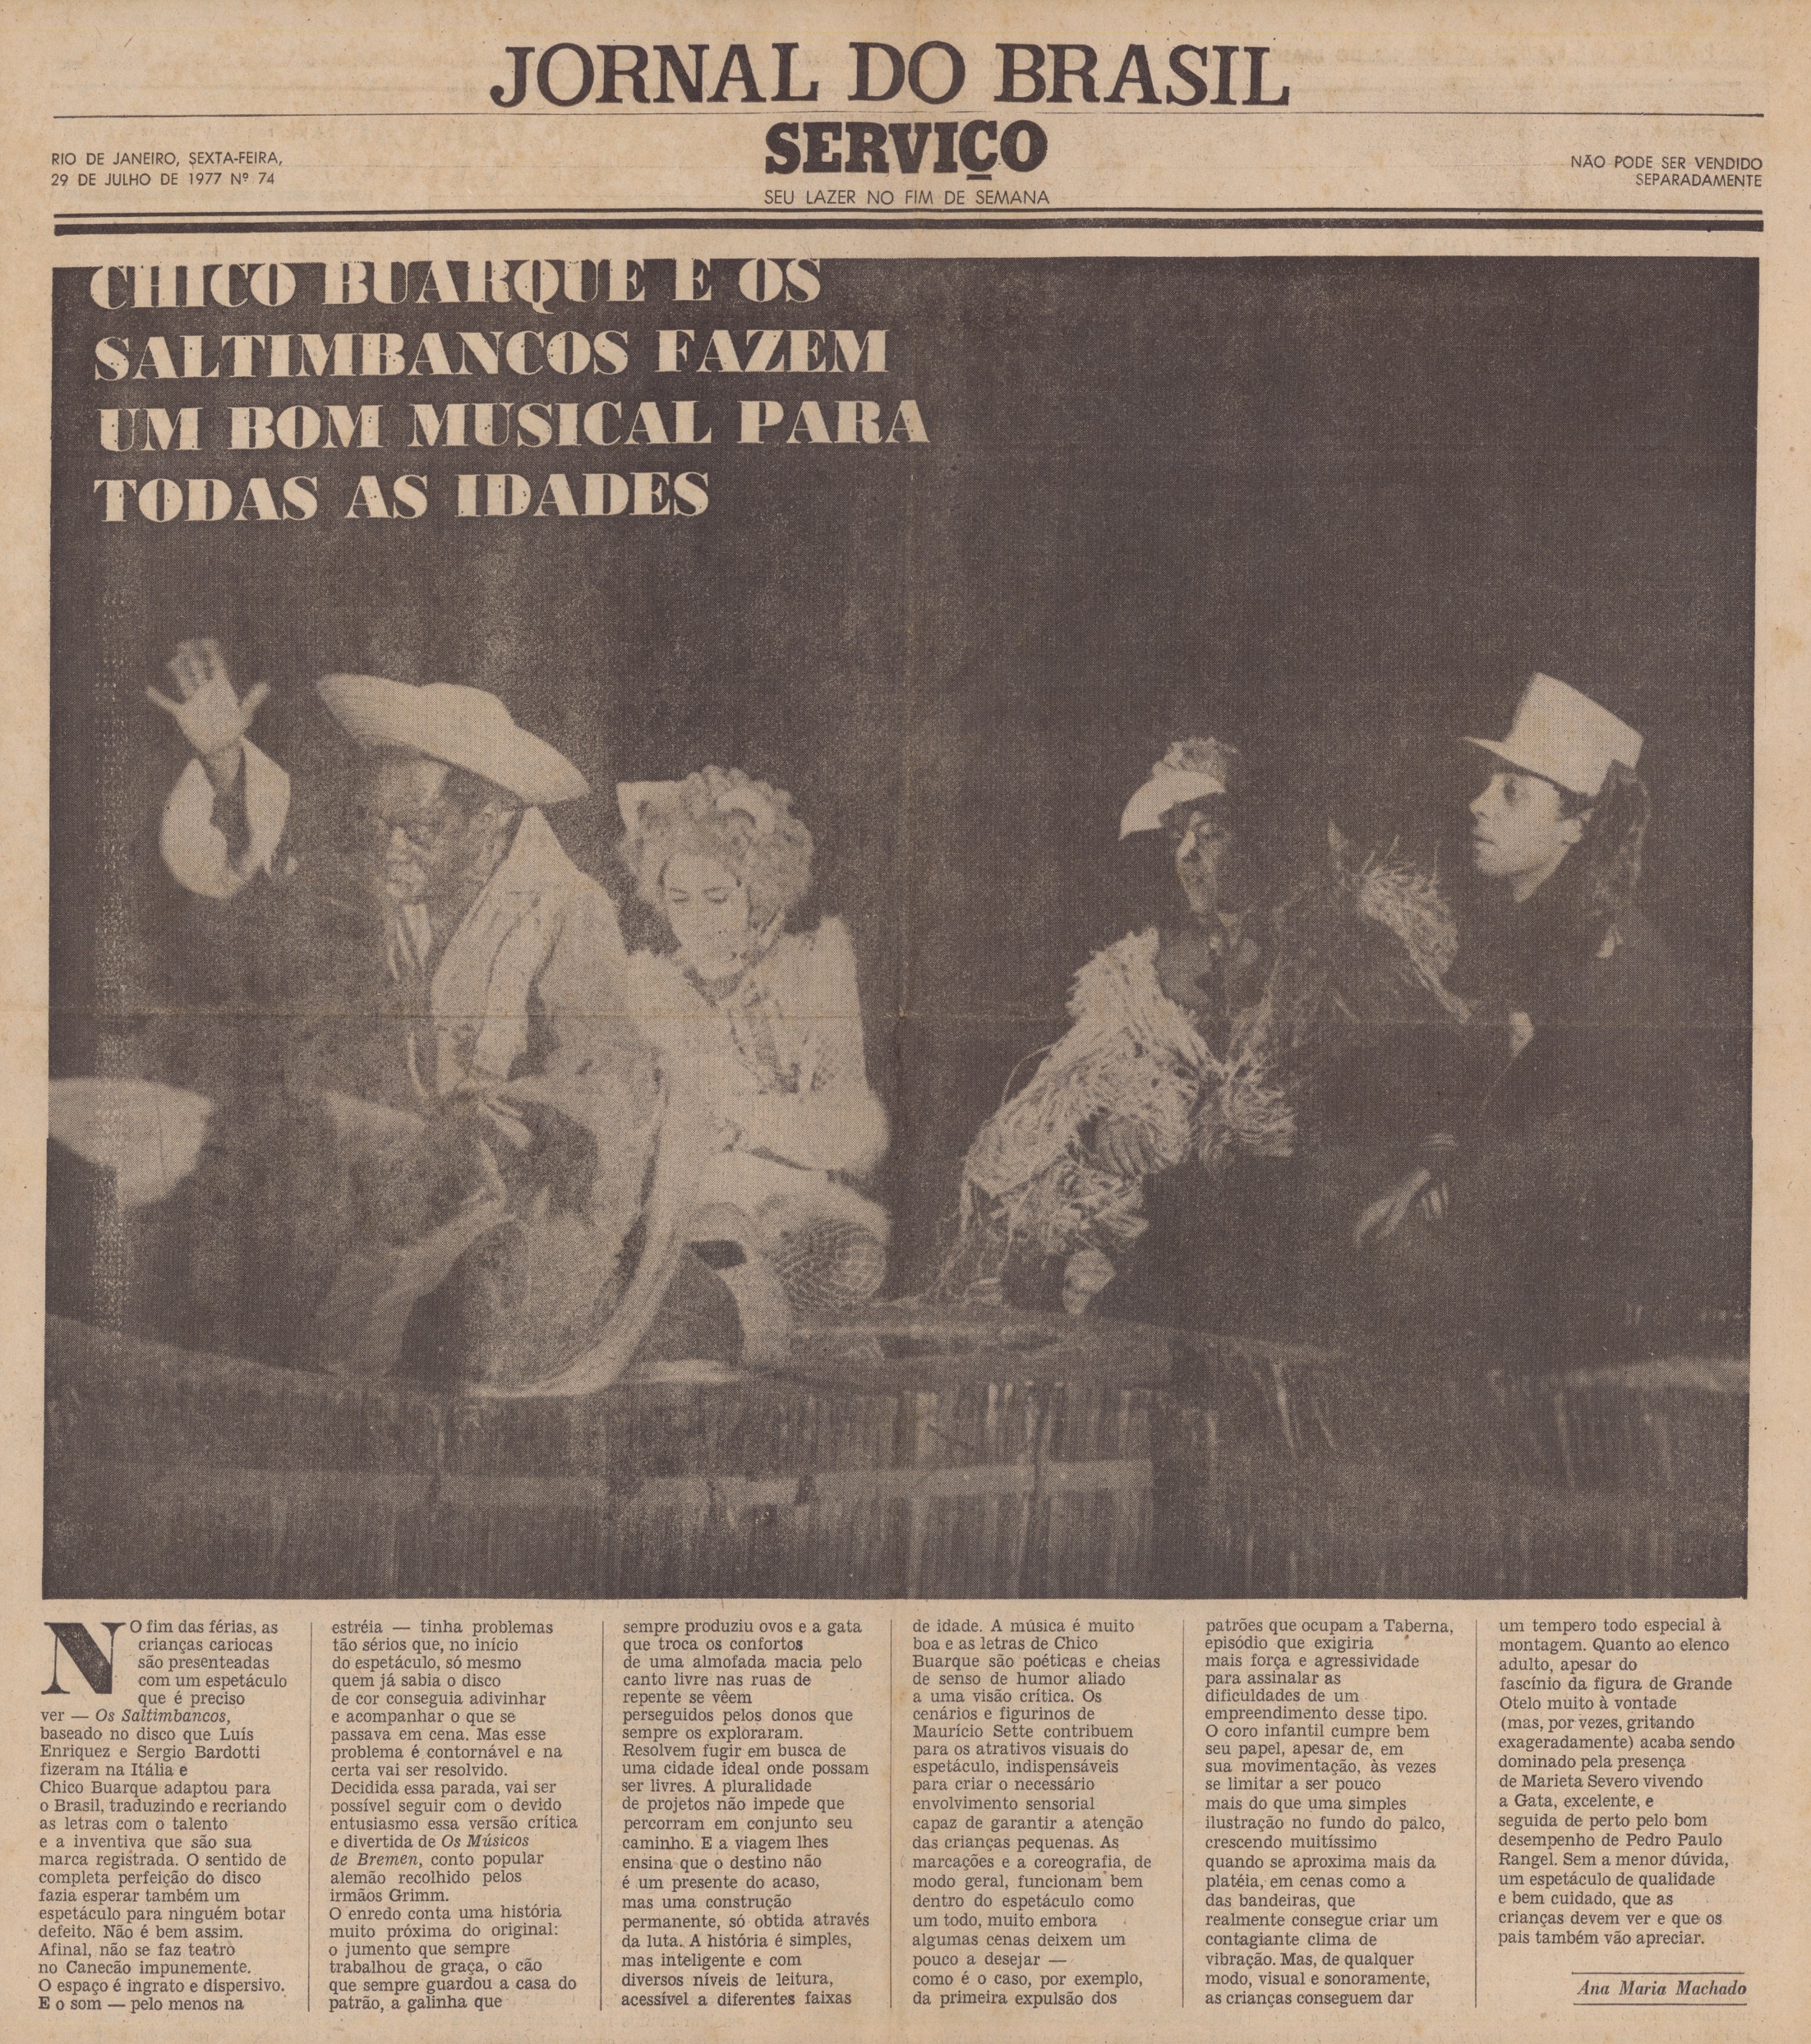 JORNAL DO BRASIL
SERVIÇO
SEU LAZER NO FIM DE SEMANA
RIO DE JANEIRO, SEXTA-FEIRA,
29 DE JULHO DE 1977 Nº 74
NÃO PODE SER VENDIDO
SEPARADAMENTE
CHICO BUARQUE E OS
SALTIMBANCOS FAZEM
UM BOM MUSICAL PARA
TODAS AS IDADES
NO fim das férias, as
crianças cariocas
são presenteadas
com um espetáculo
que é preciso
ver — Os Saltimbancos,
baseado no disco que Luís
Enriquez e Sergio Bardotti
fizeram na Itália e
Chico Buarque adaptou para
o Brasil, traduzindo e recriando
as letras com o talento
e a inventiva que são sua
marca registrada. O sentido de
completa perfeição do disco
fazia esperar também um
espetáculo para ninguém botar
defeito. Não é bem assim.
Afinal, não se faz teatro
no Canecão impunemente.
O espaço é ingrato e dispersivo.
E o som — pelo menos na
estréia — tinha problemas
tão sérios que, no início
do espetáculo, só mesmo
quem já sabia o disco
de cor conseguia adivinhar
e acompanhar o que se
passava em cena. Mas esse
problema é contornável e na
certa vai ser resolvido.
Decidida essa parada, vai ser
possível seguir com o devido
entusiasmo essa versão crítica
e divertida de Os Músicos
de Bremen, conto popular
alemão recolhido pelos
irmãos Grimm.
O enredo conta uma história
muito próxima do original:
o jumento que sempre
trabalhou de graça, o cão
que sempre guardou a casa do
patrão, a galinha que
sempre produziu ovos e a gata
que troca os confortos
de uma almofada macia pelo
canto livre nas ruas de
repente se vêem
perseguidos pelos donos que
sempre os exploraram.
Resolvem fugir em busca de
uma cidade ideal onde possam
ser livres. A pluralidade
de projetos não impede que
percorram em conjunto seu
caminho. E a viagem lhes
ensina que o destino não
é um presente do acaso,
mas uma construção
permanente, só obtida através
da luta. A história é simples,
mas inteligente e com
diversos níveis de leitura,
acessível a diferentes faixas
de idade. A música é muito
boa e as letras de Chico
Buarque são poéticas e cheias
de senso de humor aliado
a uma visão crítica. Os
cenários e figurinos de
Maurício Sette contribuem
para os atrativos visuais do
espetáculo, indispensáveis
para criar o necessário
envolvimento sensorial
capaz de garantir a atenção
das crianças pequenas. As
marcações e a coreografia, de
modo geral, funcionam bem
dentro do espetáculo como
um todo, muito embora
algumas cenas deixem um
pouco a desejar —
como é o caso, por exemplo,
da primeira expulsão dos
patrões que ocupam a Taberna,
episódio que exigiria
mais força e agressividade
para assinalar as
dificuldades de um
empreendimento desse tipo.
O coro infantil cumpre bem
seu papel, apesar de, em
sua movimentação, às vezes
se limitar a ser pouco
mais do que uma simples
ilustração no fundo do palco,
crescendo muitíssimo
quando se aproxima mais da
platéia, em cenas como a
das bandeiras, que
realmente consegue criar um
contagiante clima de
vibração. Mas, de qualquer
modo, visual e sonoramente,
as crianças conseguem dar
um tempero todo especial à
montagem. Quanto ao elenco
adulto, apesar do
fascínio da figura de Grande
Otelo muito à vontade
(mas, por vezes, gritando
exageradamente) acaba sendo
dominado pela presença
de Marieta Severo vivendo
a Gata, excelente, e
seguida de perto pelo bom
desempenho de Pedro Paulo
Rangel. Sem a menor dúvida,
um espetáculo de qualidade
e bem cuidado, que as
crianças devem ver e que os
pais também vão apreciar.
Ana Maria Machado